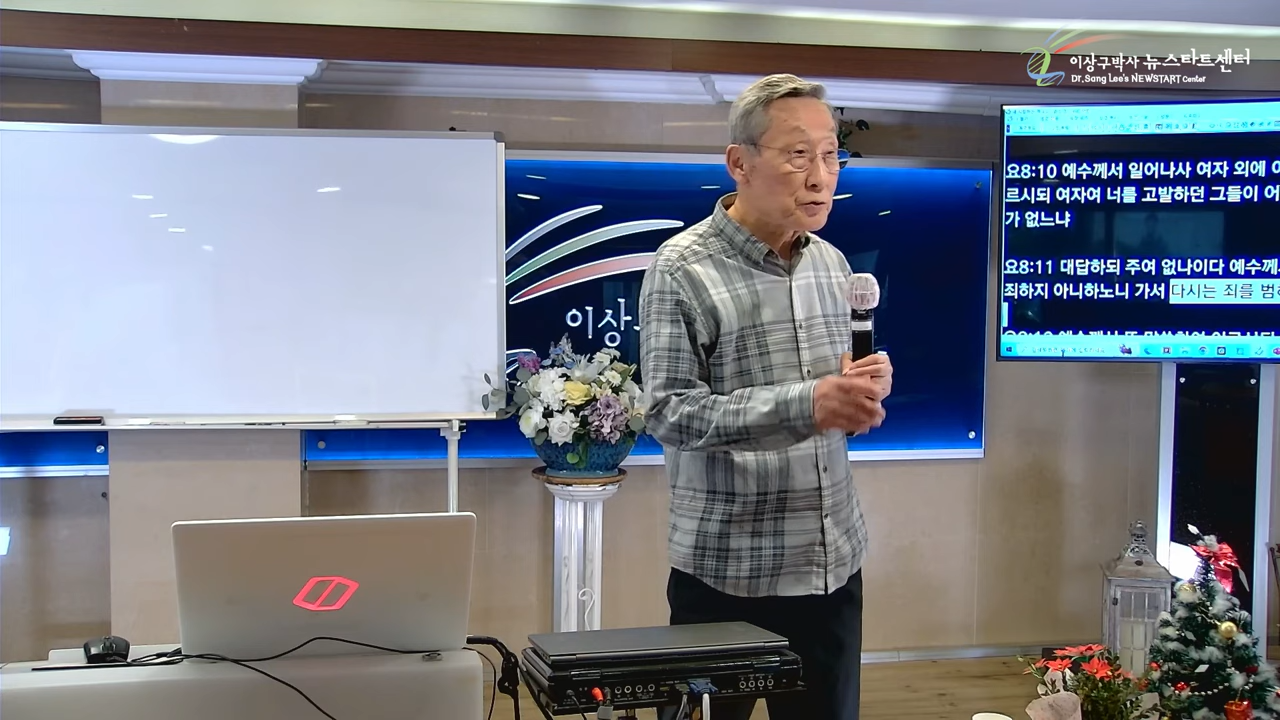 이상구박사 뉴스타트센터
Dr. Sang Lee's NEWSTART Center
요8:10 예수께서 일어나사 여자 외에
르시되 여자여 너를 고발하던 그들이 어
가 없느냐
요8:11 대답하되 주여 없나이다 예수께
죄하지 아니하노니 가서 다시는 죄를 범
이상